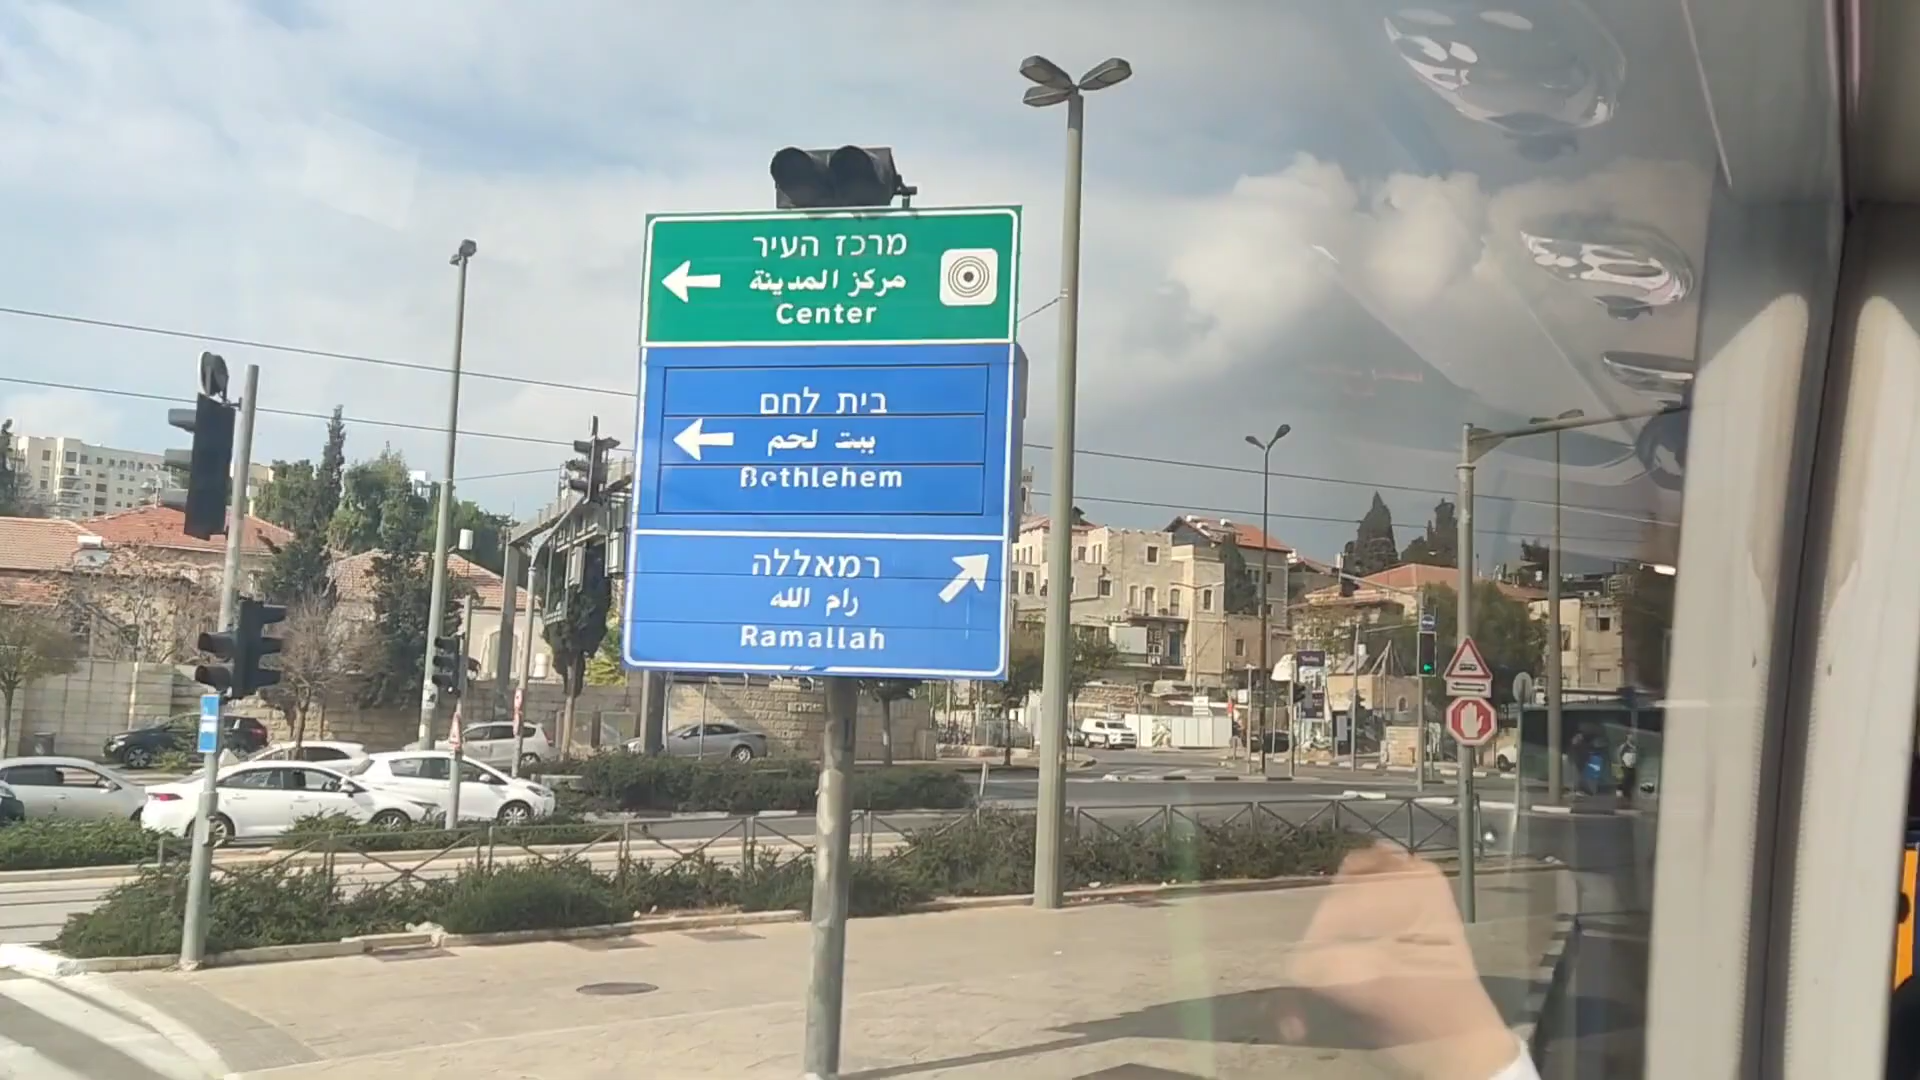 מרכז העיר
مركز المدينة
Center
בית לחם
بيت لحم
Bethlehem
רמאללה
رام الله
Ramallah